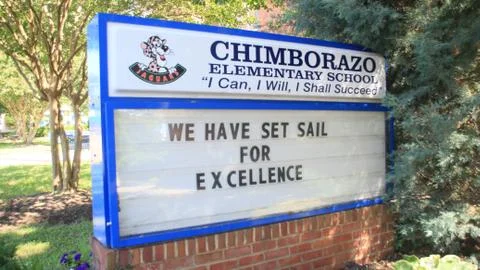 CHIMBORAZO
ELEMENTARY SCHOOL
"I Can, I Will, I Shall Succeed"
JAGUARS
WE HAVE SET SAIL
FOR
EXCELLENCE